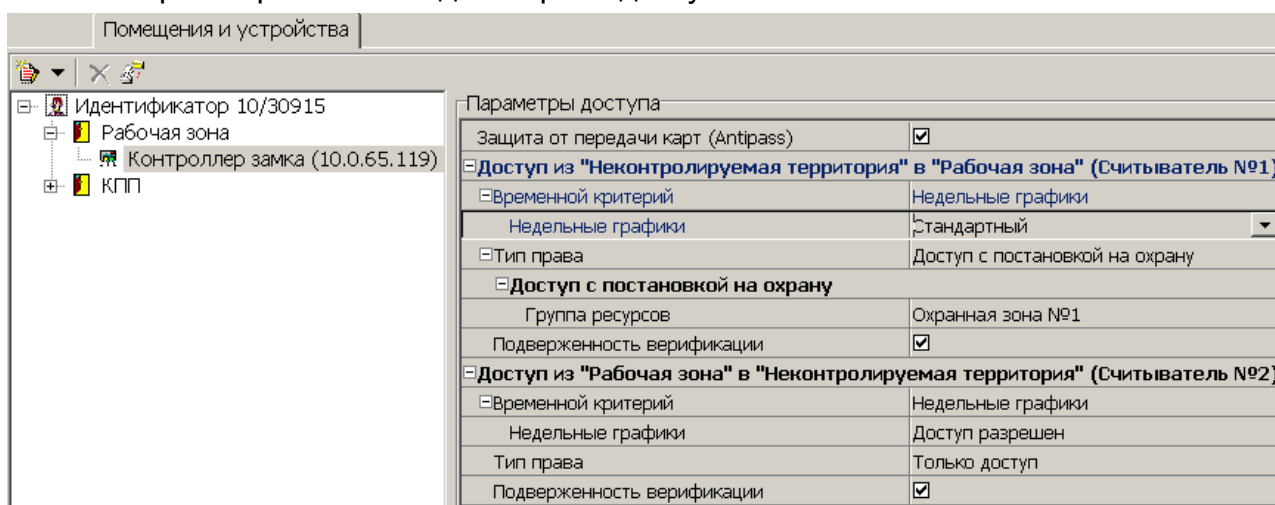 Помещения и устройства
Идентификатор 10/30915
Рабочая зона
Контроллер замка (10.0.65.119)
КПП
Параметры доступа
Защита от передачи карт (Antipass)
Доступ из "Неконтролируемая территория" в "Рабочая зона" (Считыватель №1)
Временной критерий Недельные графики
Недельные графики Стандартный
Тип права Доступ с постановкой на охрану
Доступ с постановкой на охрану
Группа ресурсов Охранная зона №1
Подверженность верификации
Доступ из "Рабочая зона" в "Неконтролируемая территория" (Считыватель №2)
Временной критерий Недельные графики
Недельные графики Доступ разрешен
Тип права Только доступ
Подверженность верификации